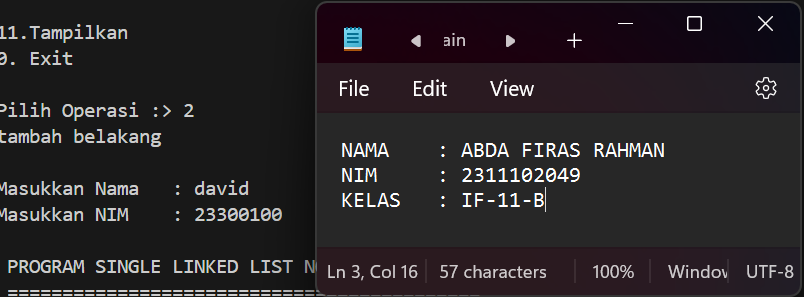 11.Tampilkan
0. Exit
Pilih Operasi :> 2
tambah belakang
Masukkan Nama   : david
Masukkan NIM    : 23300100
PROGRAM SINGLE LINKED LIST N
========================================
ain
File Edit View
NAMA    : ABDA FIRAS RAHMAN
NIM     : 2311102049
KELAS   : IF-11-B
Ln 3, Col 16 57 characters 100% Window UTF-8